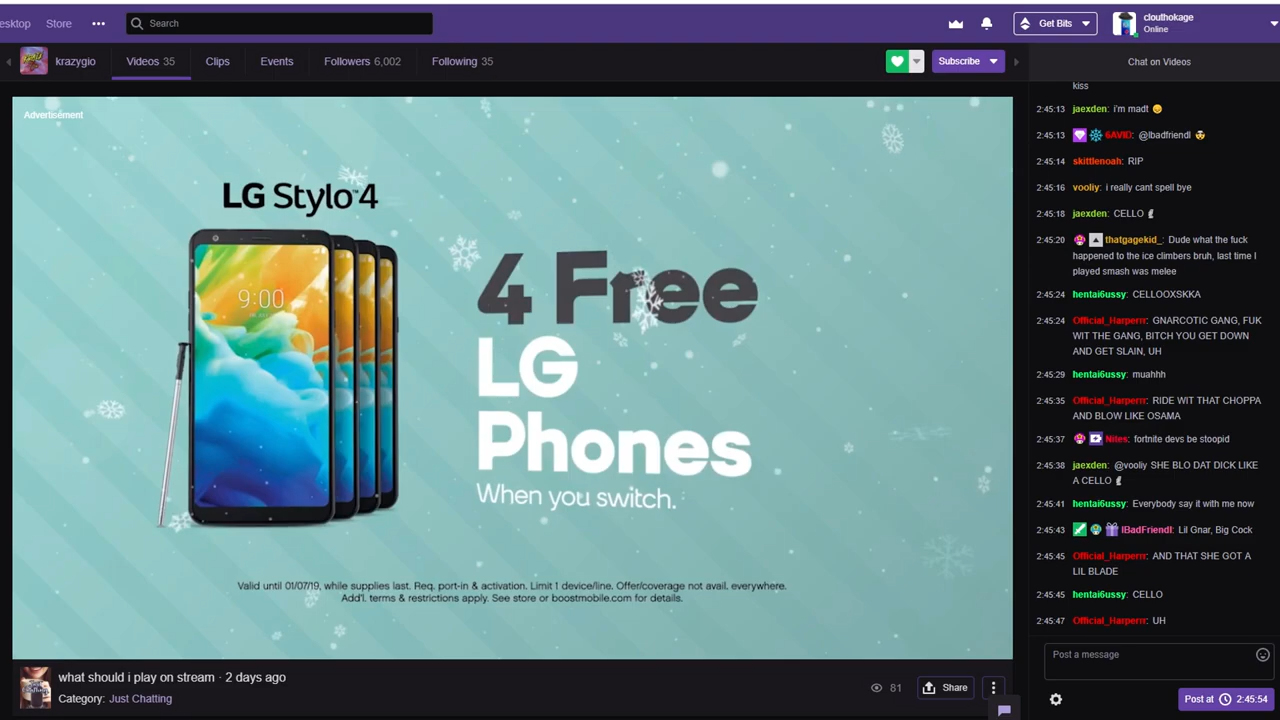 esktop Store ••• Search Get Bits clouthokage
Online
krazygio Videos 35 Clips Events Followers 6,002 Following 35 Subscribe Chat on Videos
Advertisement
LG Stylo™4
9:00
4 Free
LG
Phones
When you switch.
Valid until 01/07/19, while supplies last. Req. port-in & activation. Limit 1 device/line. Offer/coverage not avail. everywhere.
Add'l. terms & restrictions apply. See store or boostmobile.com for details.
what should i play on stream · 2 days ago
Category: Just Chatting
81 Share
kiss
2:45:13 jaexden: i'm madt
2:45:13 6AVID: @lbadfriendl
2:45:14 skittlenoah: RIP
2:45:16 vooliy: i really cant spell bye
2:45:18 jaexden: CELLO
2:45:20 thatgagekid_: Dude what the fuck
happened to the ice climbers bruh, last time I
played smash was melee
2:45:24 hentai6ussy: CELLOOXSKKA
2:45:24 Official_Harperrr: GNARCOTIC GANG, FUK
WIT THE GANG, BITCH YOU GET DOWN
AND GET SLAIN, UH
2:45:29 hentai6ussy: muahhh
2:45:35 Official_Harperrr: RIDE WIT THAT CHOPPA
AND BLOW LIKE OSAMA
2:45:37 Nites: fortnite devs be stoopid
2:45:38 jaexden: @vooliy SHE BLO DAT DICK LIKE
A CELLO
2:45:41 hentai6ussy: Everybody say it with me now
2:45:43 IBadFriendI: Lil Gnar, Big Cock
2:45:45 Official_Harperrr: AND THAT SHE GOT A
LIL BLADE
2:45:45 hentai6ussy: CELLO
2:45:47 Official_Harperrr: UH
Post a message
Post at 2:45:54